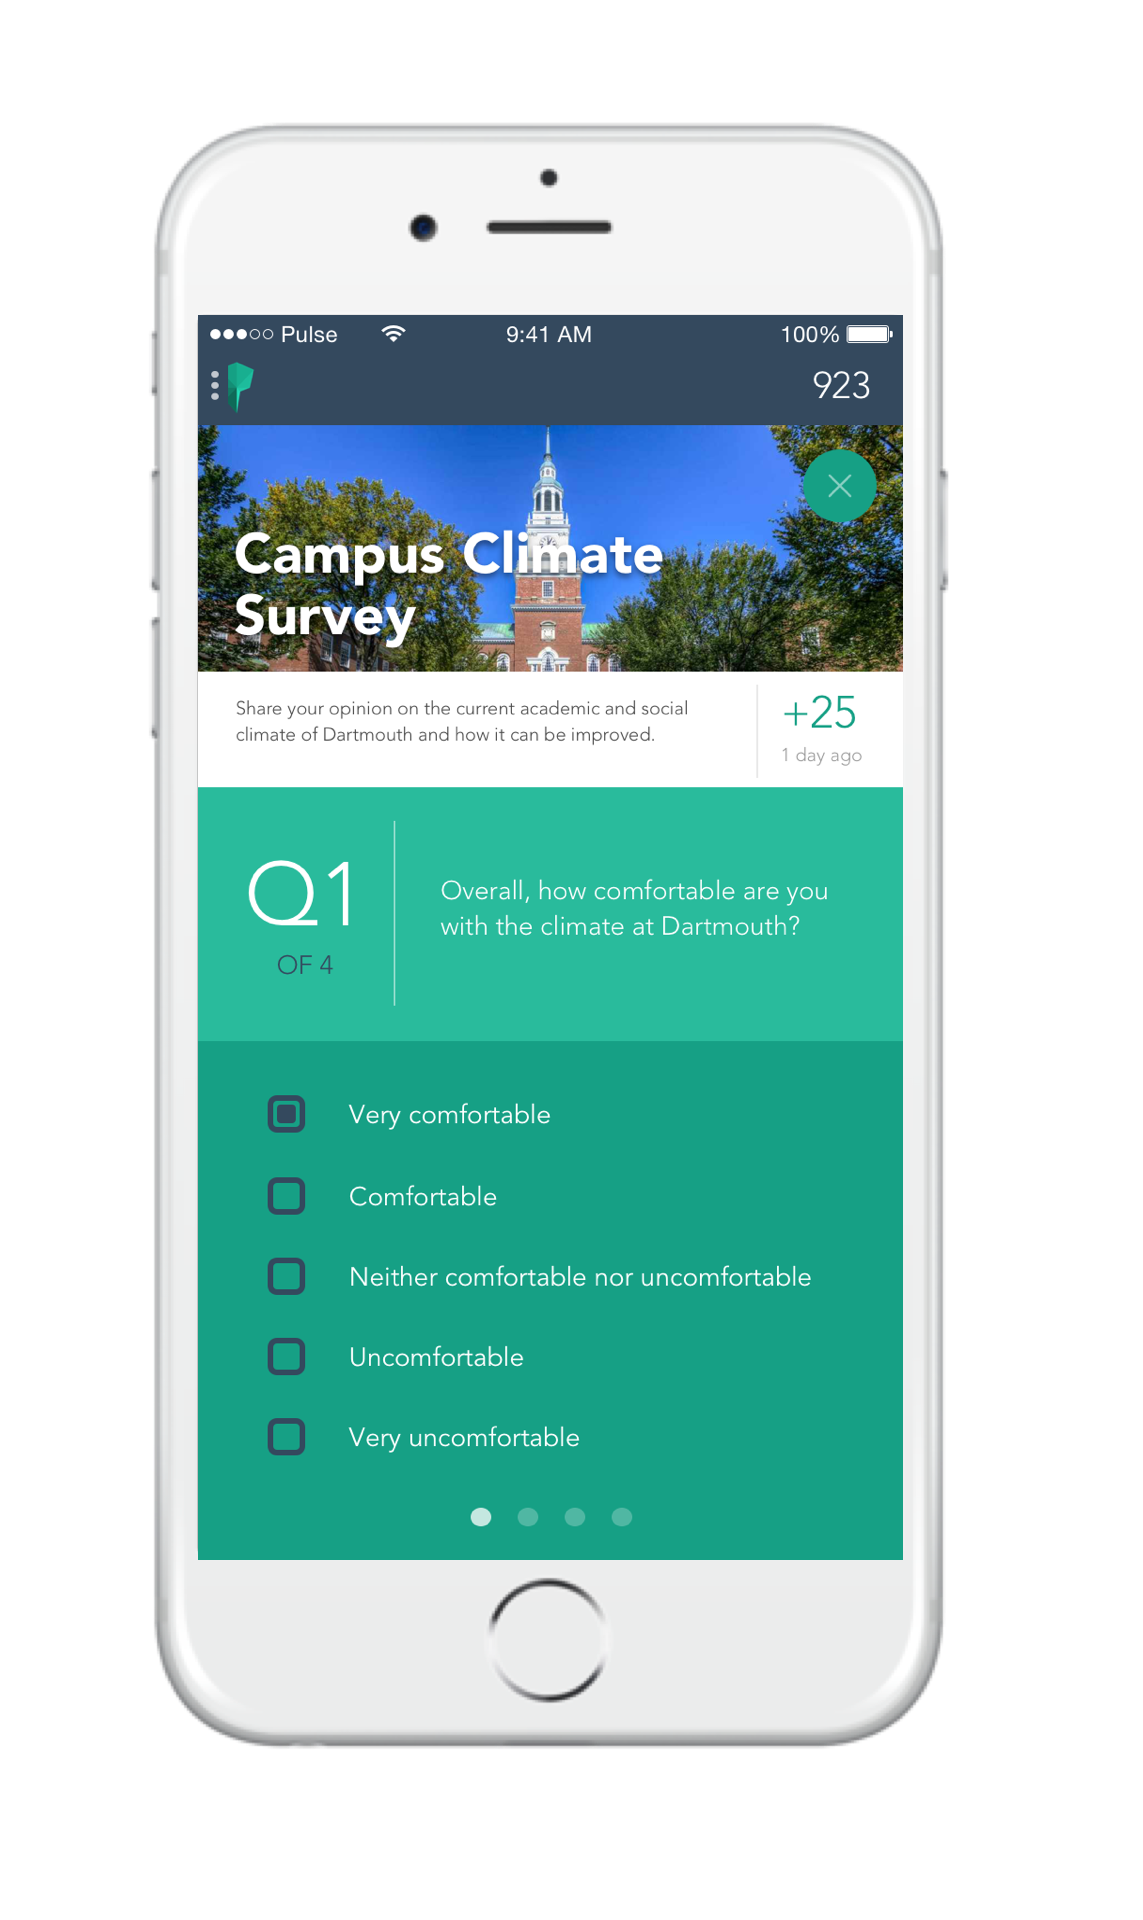 Pulse 9:41 AM 100%
923
Campus Climate
Survey
Share your opinion on the current academic and social
climate of Dartmouth and how it can be improved.
+25
1 day ago
Q1
OF 4
Overall, how comfortable are you
with the climate at Dartmouth?
Very comfortable
Comfortable
Neither comfortable nor uncomfortable
Uncomfortable
Very uncomfortable